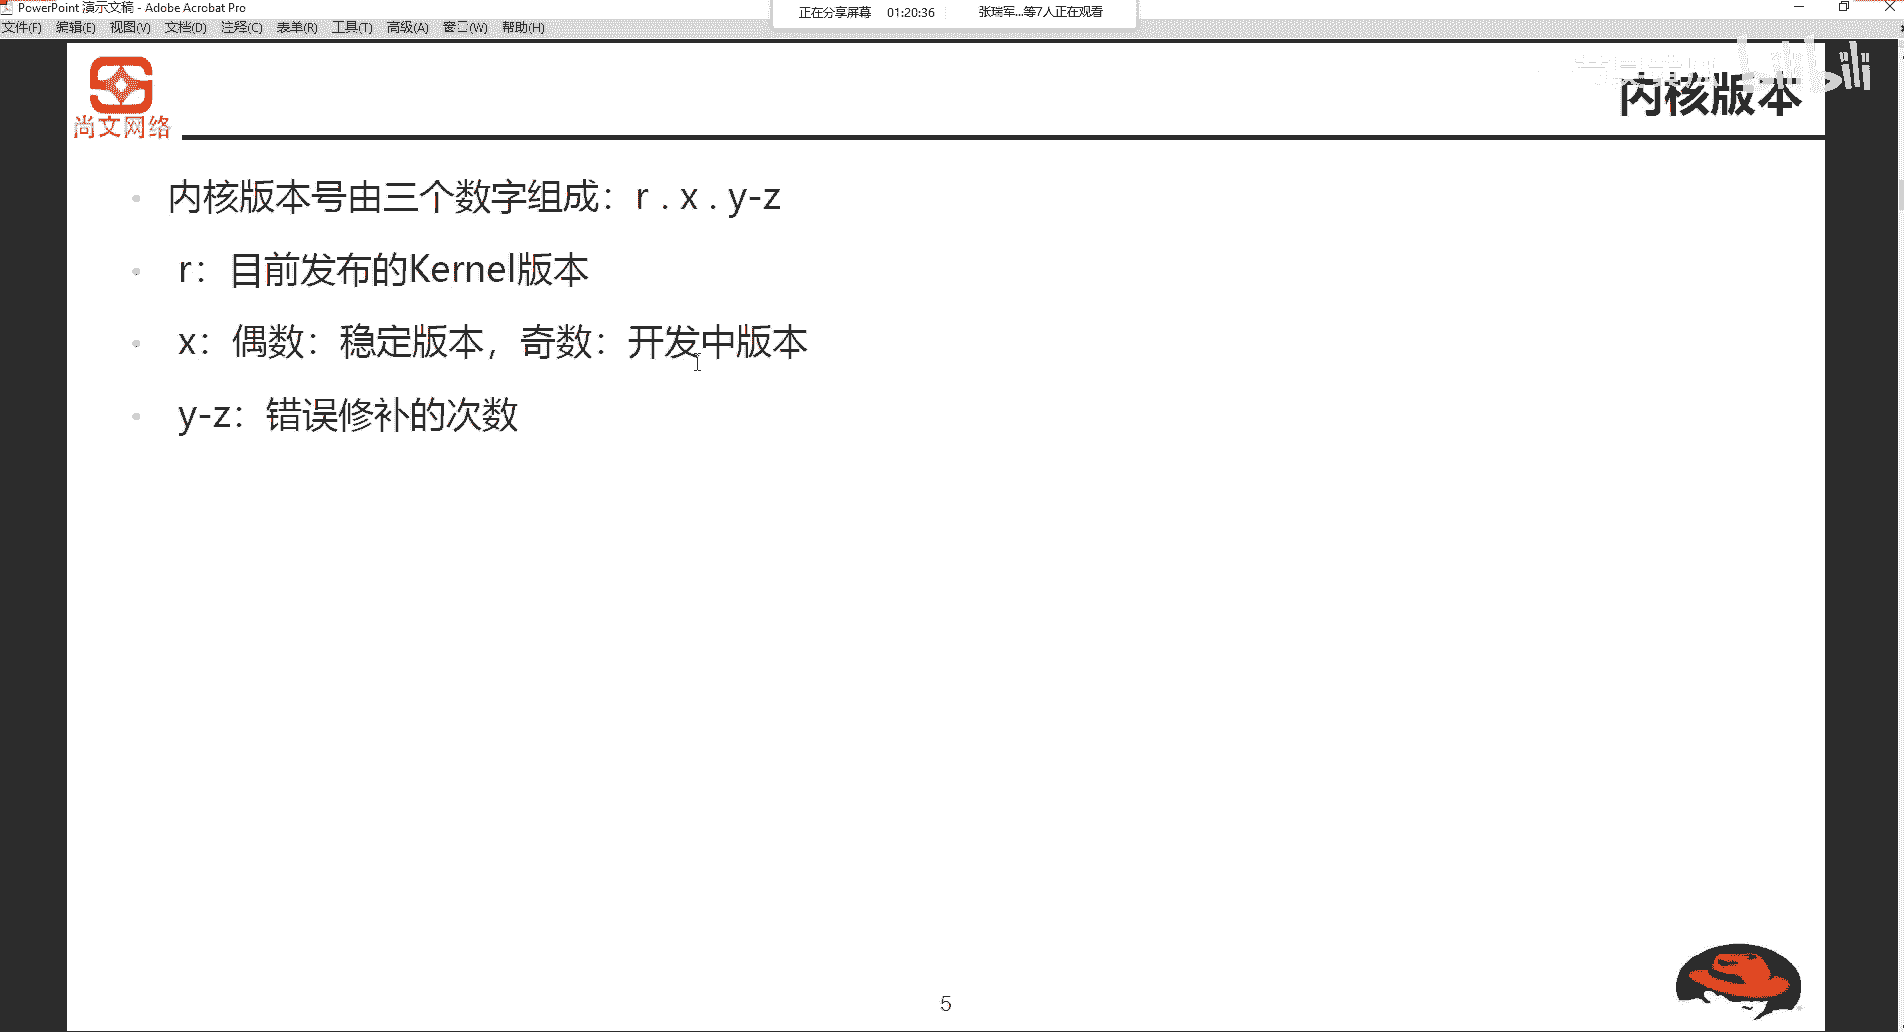 PowerPoint 演示文稿 - Adobe Acrobat Pro
正在分享屏幕 01:20:36 张瑞军...等7人正在观看
文件(F) 编辑(E) 视图(V) 文档(D) 注释(C) 表单(R) 工具(T) 高级(A) 窗口(W) 帮助(H)
bilibili
尚文网络
内核版本
内核版本号由三个数字组成：r . x . y-z
r：目前发布的Kernel版本
x：偶数：稳定版本，奇数：开发中版本
y-z：错误修补的次数
5